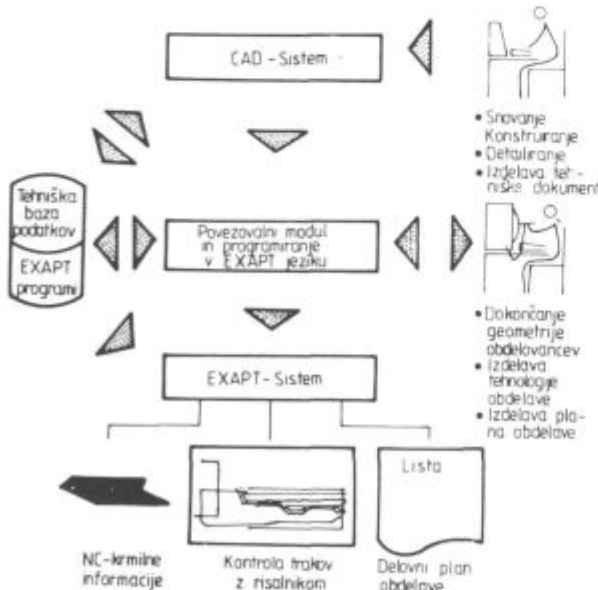 CAD - Sistem
• Snovanje
Konstruiranje
• Detailiranje
• Izdelava teh-
niške dokument
Tehniška
baza
podatkov
EXAPT
programi
Povezovalni modul
in programiranje
v EXAPT jeziku
• Dokončanje
geometrije
obdelovancev
• Izdelava
tehnologije
obdelave
• Izdelava pla-
na obdelave
EXAPT- Sistem
Lista
NC-krmilne
informacije
Kontrola trakov
z risalnikom
Delovni plan
obdelave